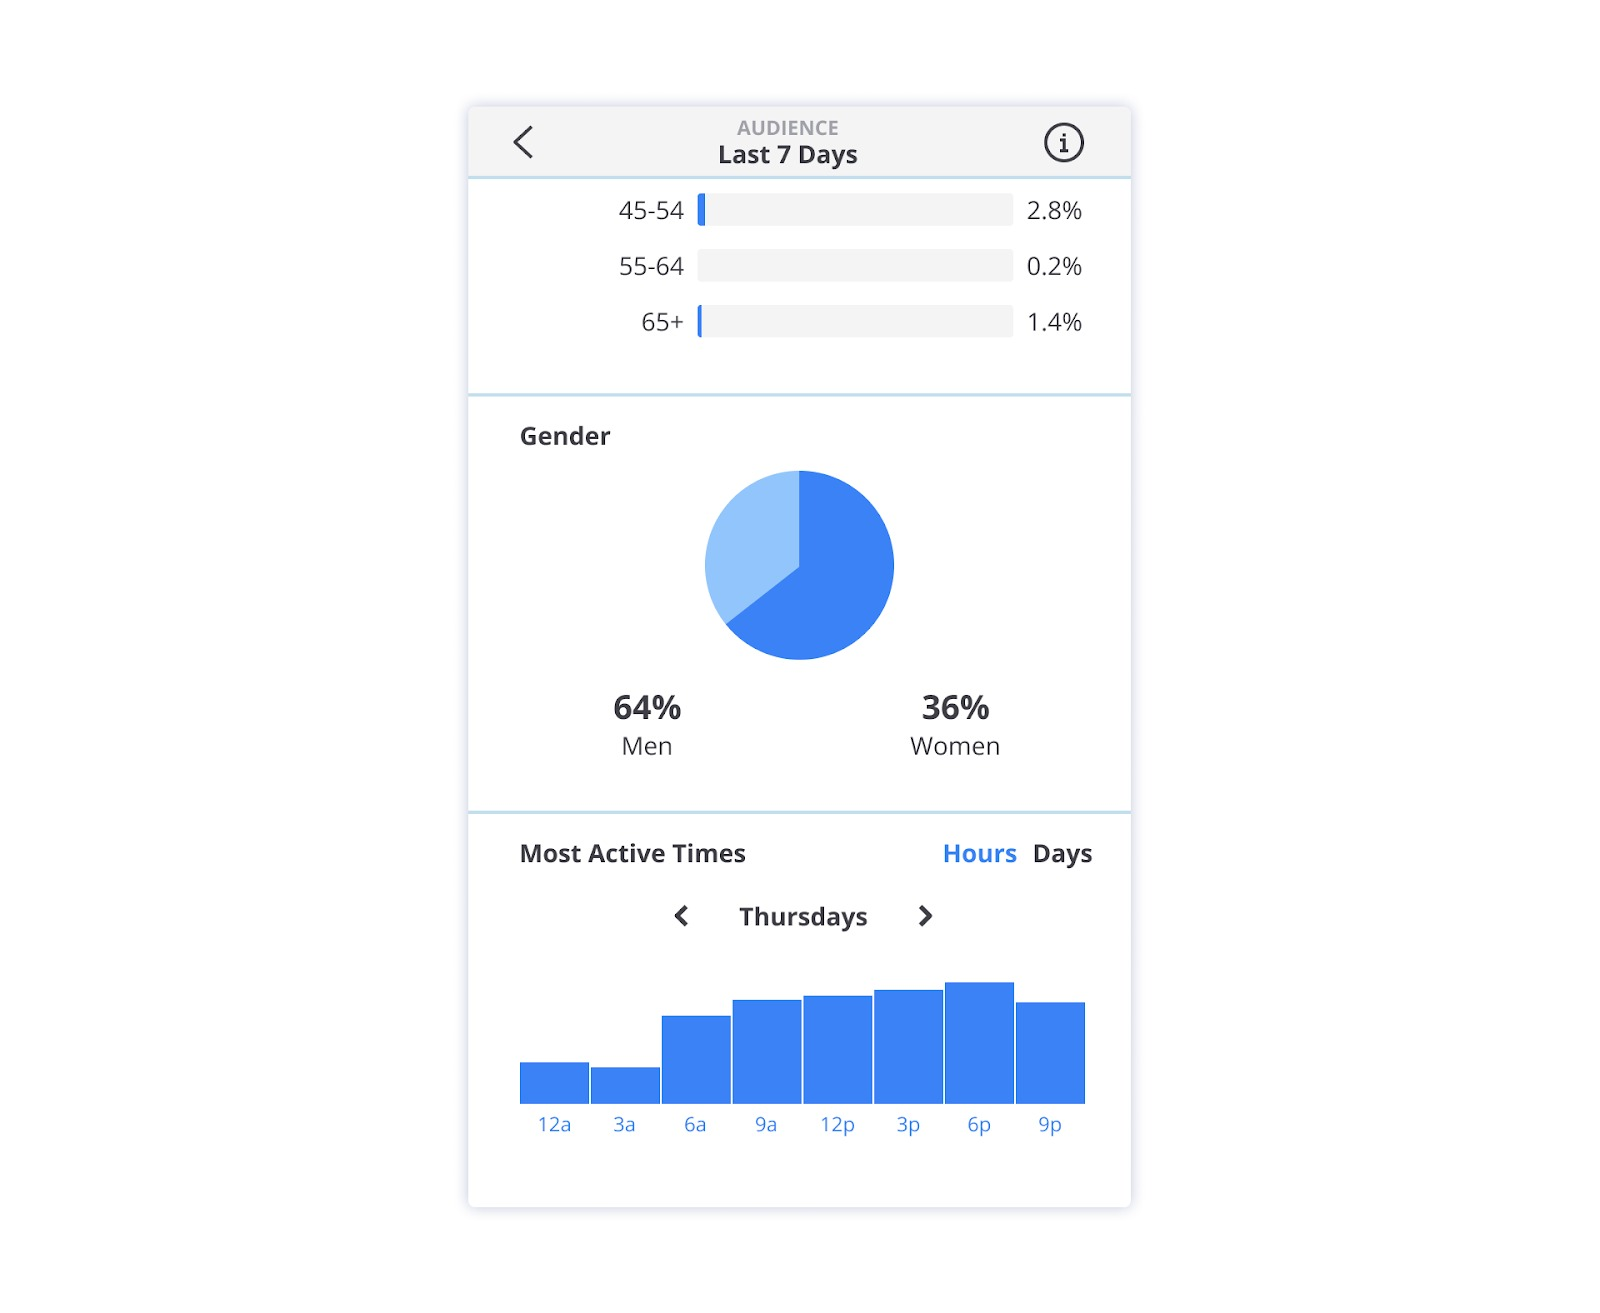 AUDIENCE
Last 7 Days
45-54 2.8%
55-64 0.2%
65+ 1.4%
Gender
64% 36%
Men Women
Most Active Times Hours Days
Thursdays
12a 3a 6a 9a 12p 3p 6p 9p